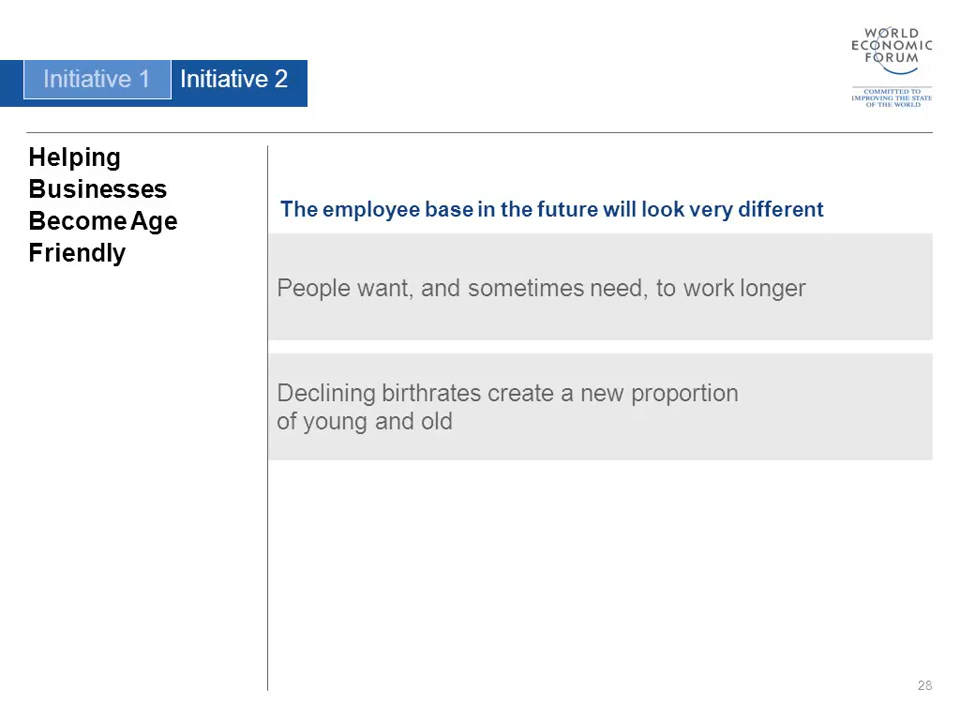 WORLD
ECONOMIC
FORUM
COMMITTED TO
IMPROVING THE STATE
OF THE WORLD
Initiative 1 Initiative 2
Helping
Businesses
Become Age
Friendly
The employee base in the future will look very different
People want, and sometimes need, to work longer
Declining birthrates create a new proportion
of young and old
28